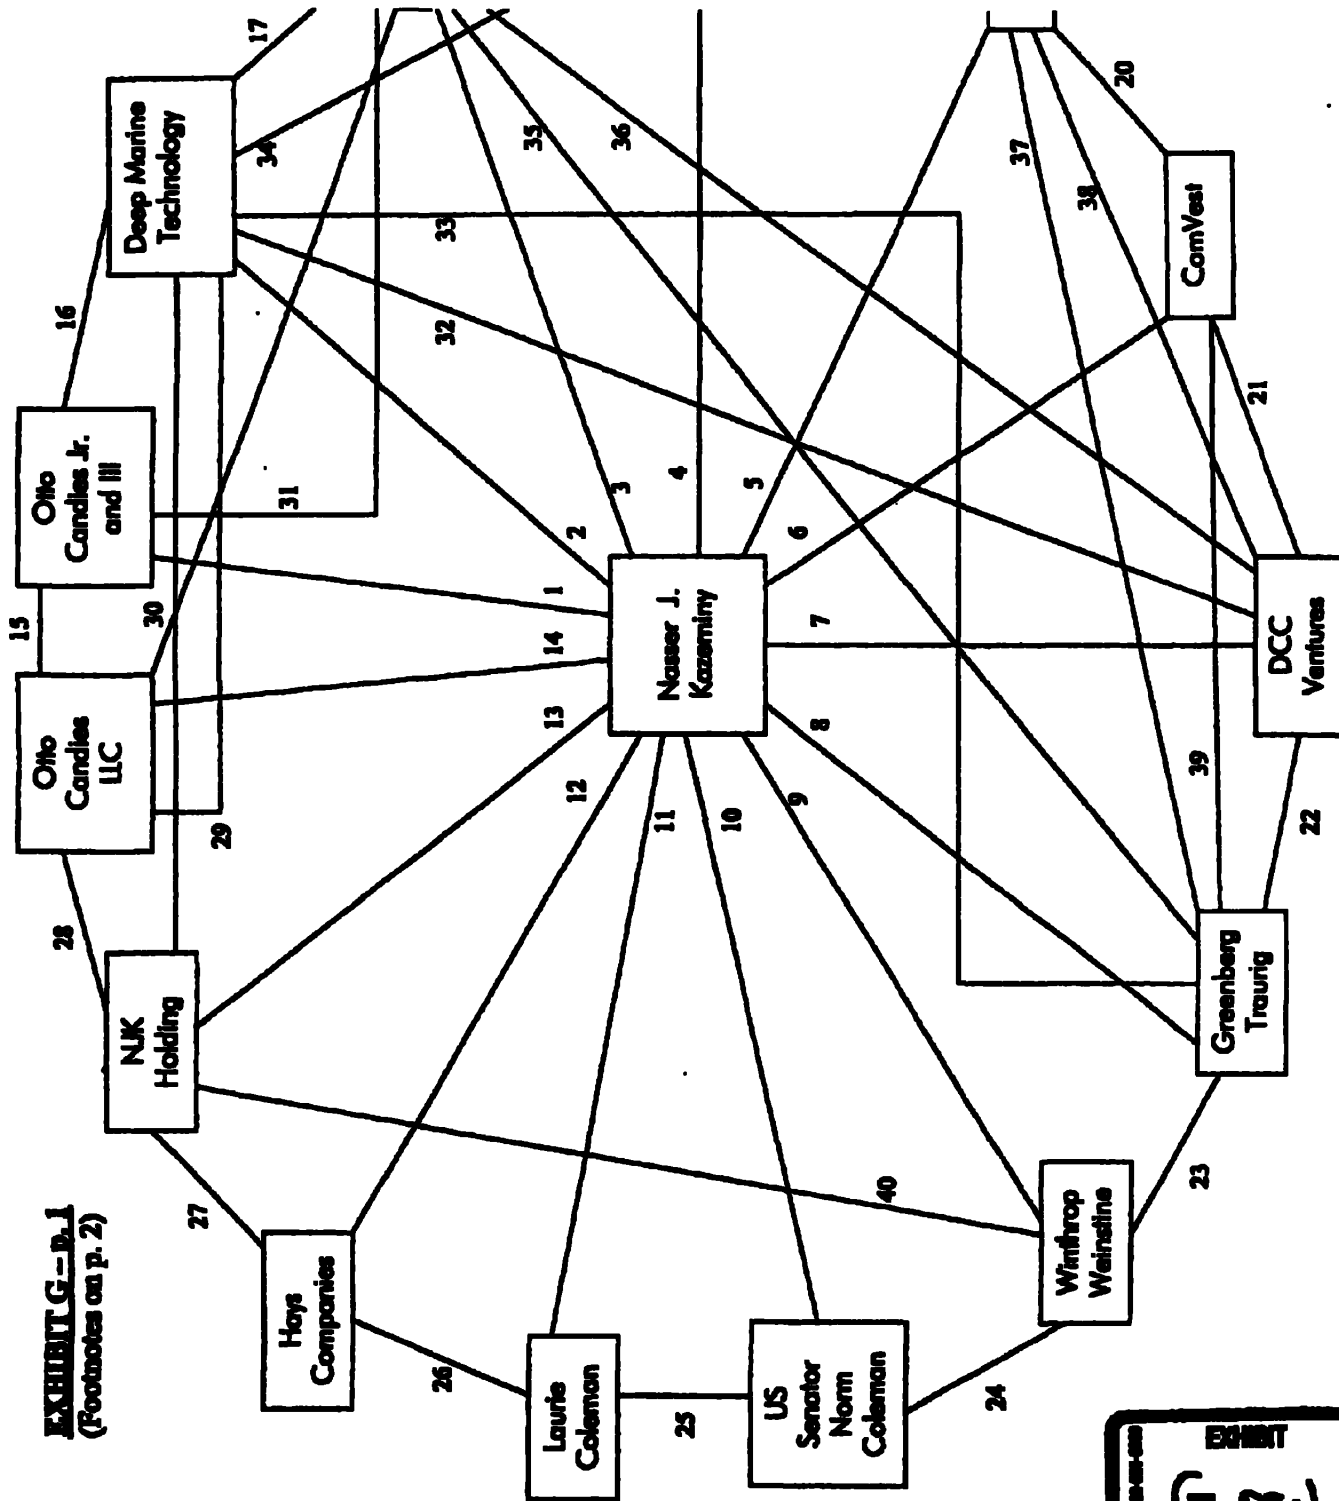 EXHIBIT G – p. 1
(Footnotes on p. 2)
Otto
Candies
LLC
15
Otto
Candies Jr.
and III
16
Deep Marine
Technology
17
28
NJK
Holding
27
Hays
Companies
26
Laurie
Coleman
25
US
Senator
Norm
Coleman
24
Winthrop
Weinstine
23
Greenberg
Traurig
22
DCC
Ventures
21
ComVest
20
Nasser J.
Kazeminy
1
2
3
4
5
6
7
8
9
10
11
12
13
14
29
30
31
32
33
34
35
36
37
38
39
40
EXHIBIT